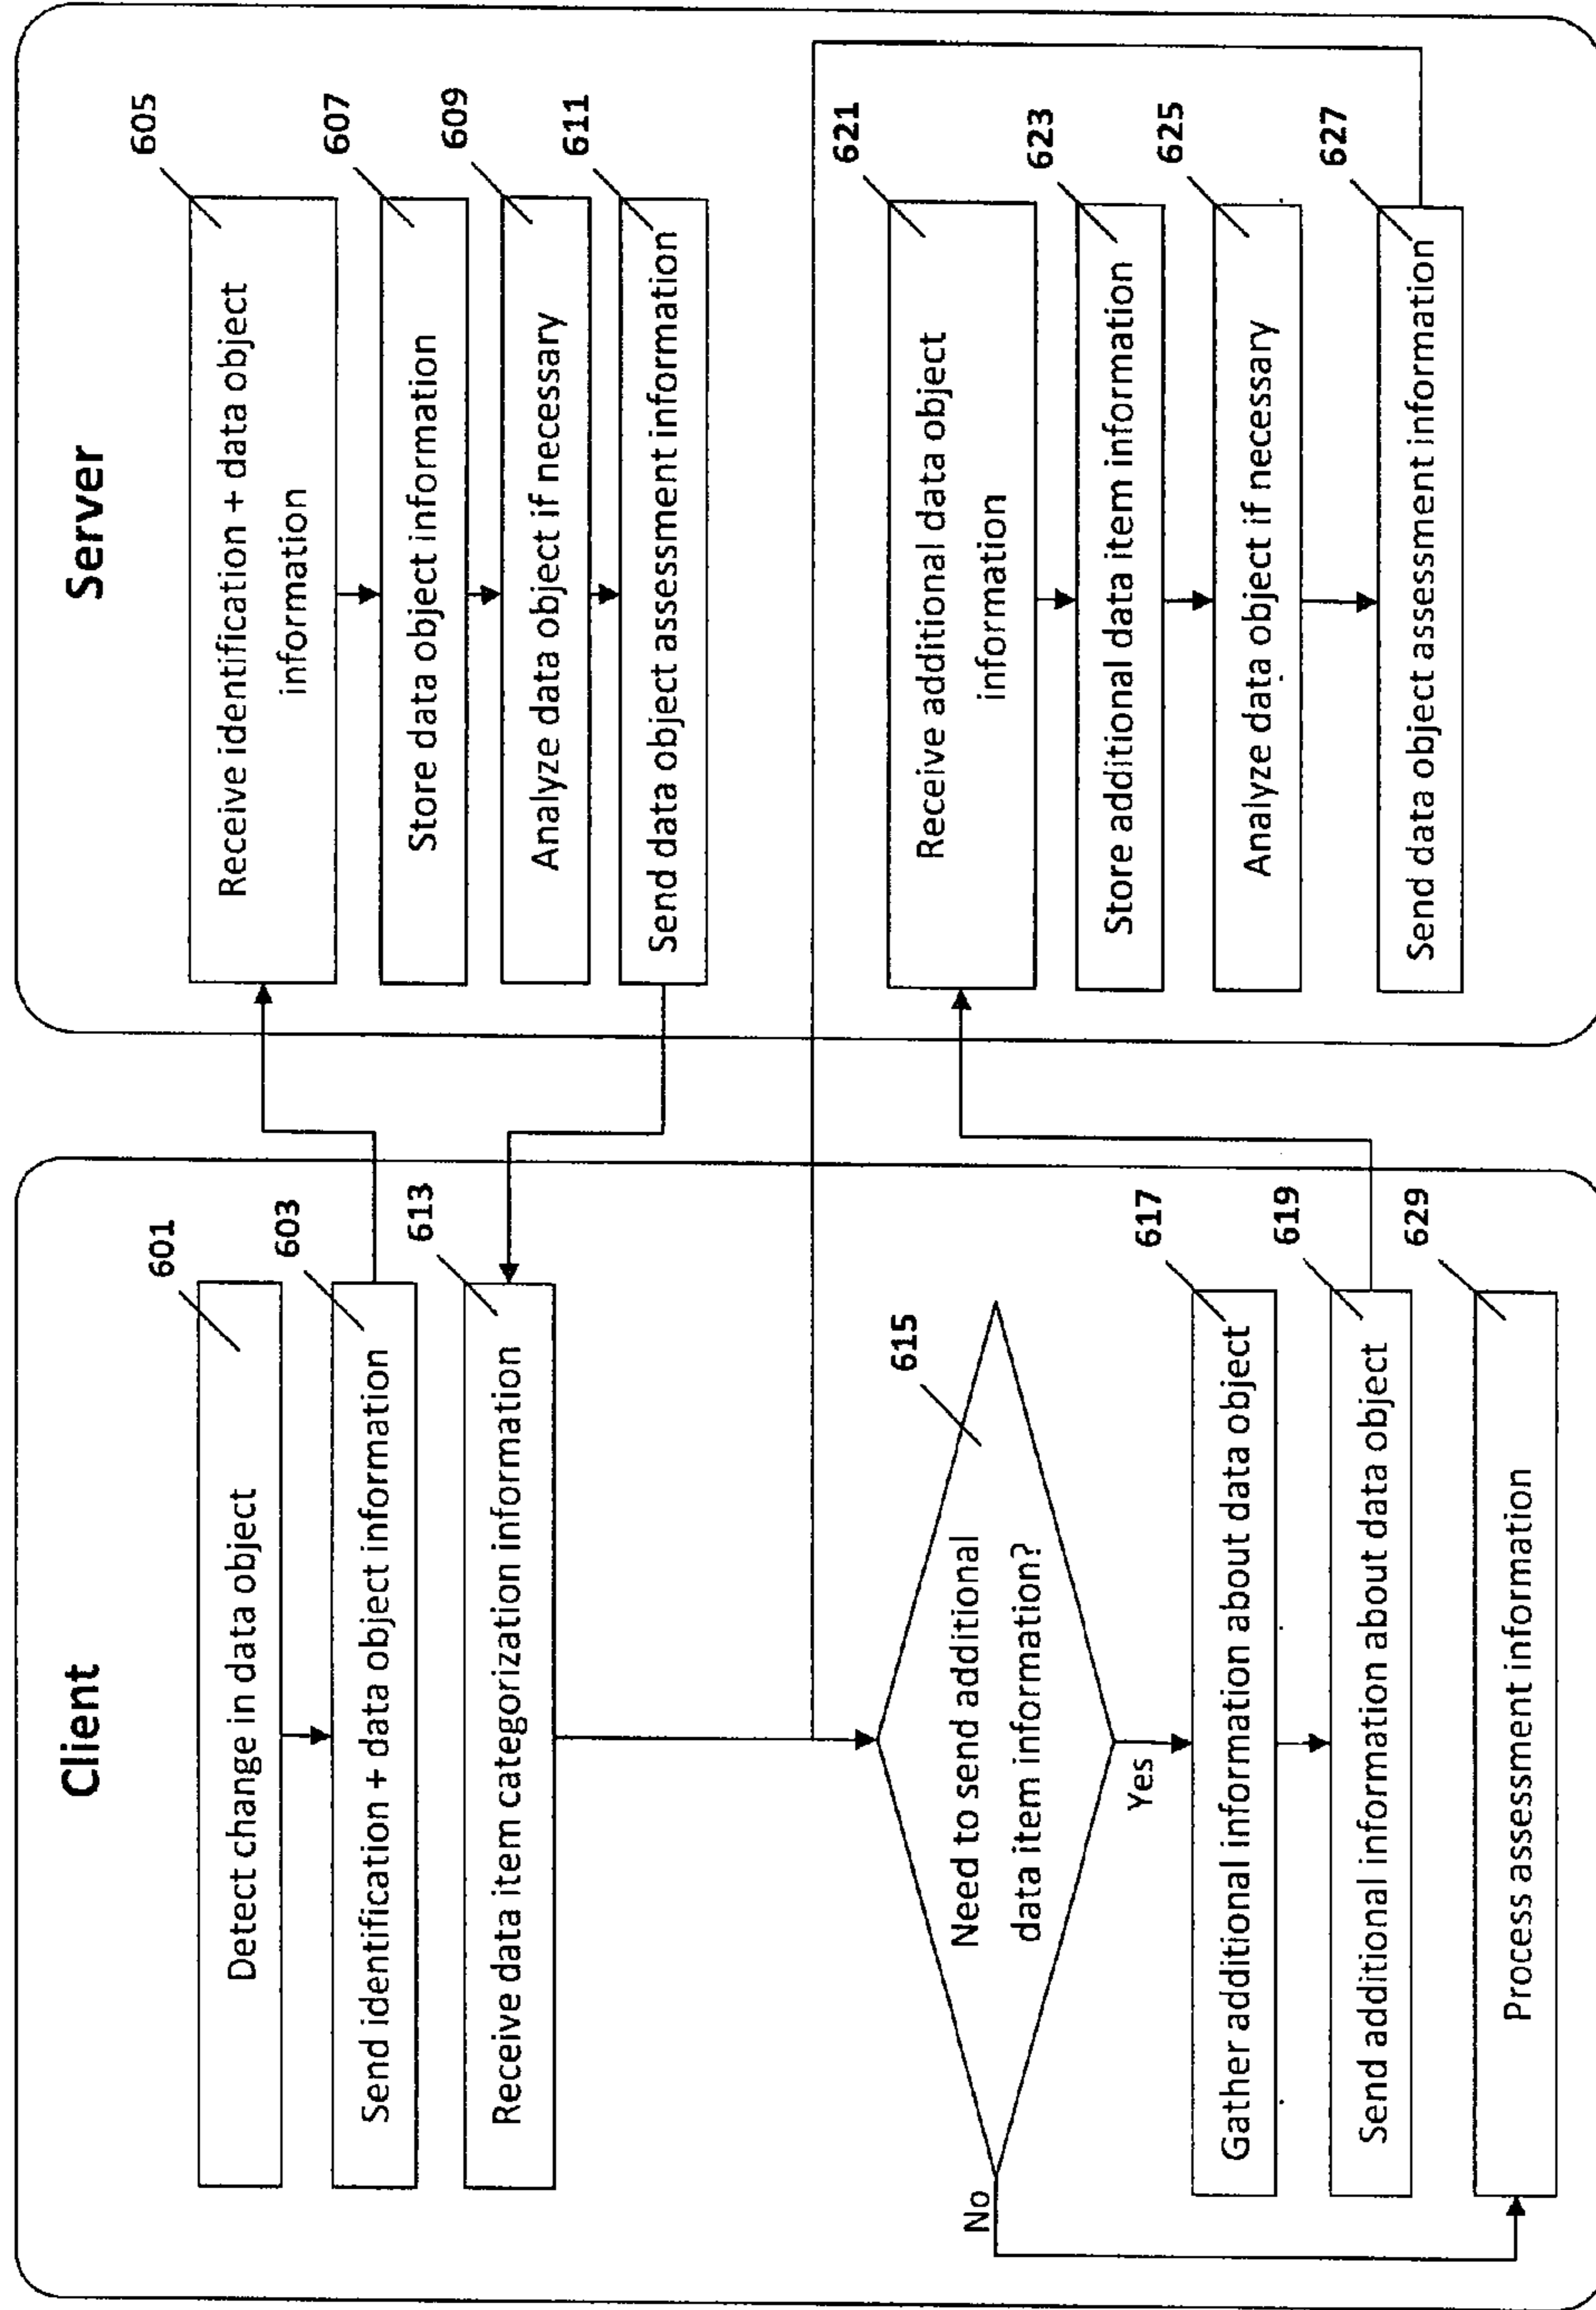 Client
Detect change in data object
601
Send identification + data object information
603
Receive data item categorization information
613
Need to send additional
data item information?
615
No
Yes
Gather additional information about data object
617
Send additional information about data object
619
Process assessment information
629
Server
Receive identification + data object
information
605
Store data object information
607
Analyze data object if necessary
609
Send data object assessment information
611
Receive additional data object
information
621
Store additional data item information
623
Analyze data object if necessary
625
Send data object assessment information
627